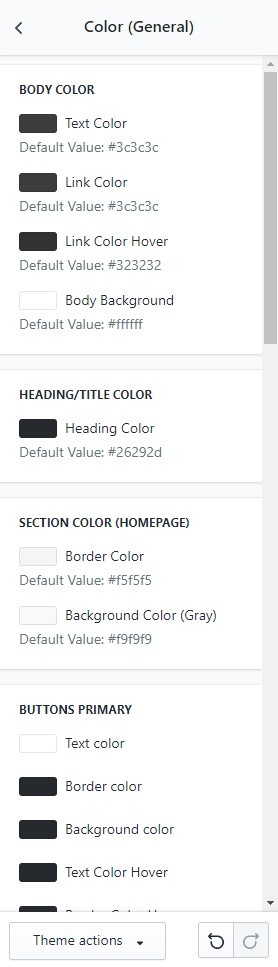 Color (General)
BODY COLOR
Text Color
Default Value: #3c3c3c
Link Color
Default Value: #3c3c3c
Link Color Hover
Default Value: #323232
Body Background
Default Value: #ffffff
HEADING/TITLE COLOR
Heading Color
Default Value: #26292d
SECTION COLOR (HOMEPAGE)
Border Color
Default Value: #f5f5f5
Background Color (Gray)
Default Value: #f9f9f9
BUTTONS PRIMARY
Text color
Border color
Background color
Text Color Hover
Theme actions